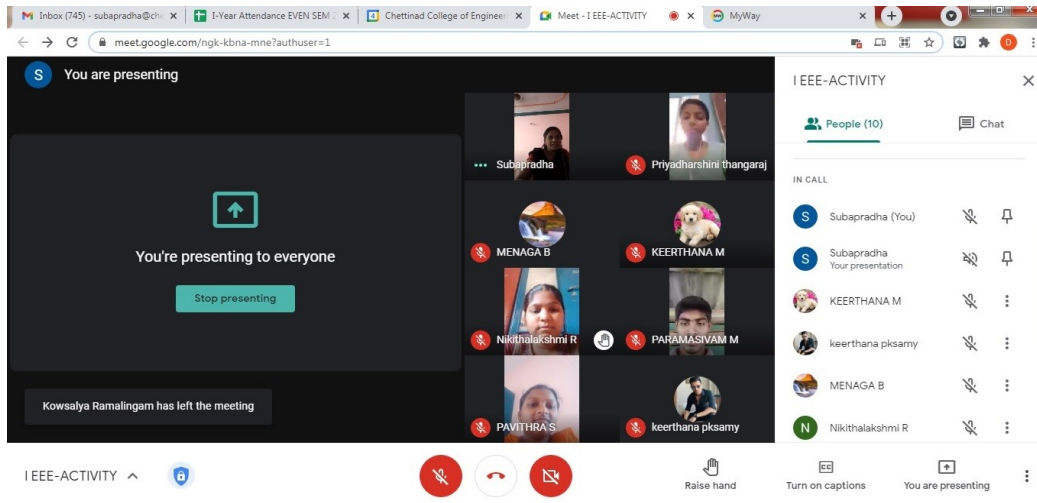 Inbox (745) - subapradha@che
I-Year Attendance EVEN SEM 2
Chettinad College of Engineer
Meet - I EEE-ACTIVITY
MyWay
meet.google.com/ngk-kbna-mne?authuser=1
D
S You are presenting
You're presenting to everyone
Stop presenting
Kowsalya Ramalingam has left the meeting
Subapradha
Priyadharshini thangaraj
MENAGA B
KEERTHANA M
Nikithalakshmi R
PARAMASIVAM M
PAVITHRA S
keerthana pksamy
I EEE-ACTIVITY
People (10)
Chat
IN CALL
S Subapradha (You)
S Subapradha
Your presentation
KEERTHANA M
keerthana pksamy
MENAGA B
N Nikithalakshmi R
I EEE-ACTIVITY
Raise hand
Turn on captions
You are presenting